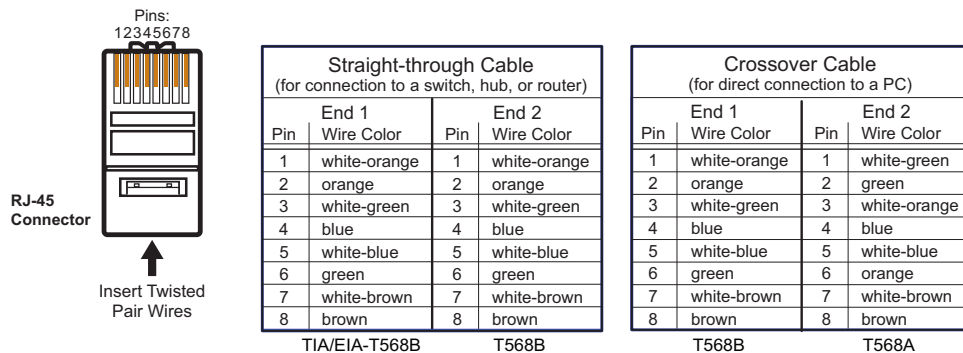 Pins:
12345678
RJ-45
Connector
Insert Twisted
Pair Wires
Straight-through Cable
(for connection to a switch, hub, or router)
End 1 End 2
Pin Wire Color Pin Wire Color
1 white-orange 1 white-orange
2 orange 2 orange
3 white-green 3 white-green
4 blue 4 blue
5 white-blue 5 white-blue
6 green 6 green
7 white-brown 7 white-brown
8 brown 8 brown
TIA/EIA-T568B T568B
Crossover Cable
(for direct connection to a PC)
End 1 End 2
Pin Wire Color Pin Wire Color
1 white-orange 1 white-green
2 orange 2 green
3 white-green 3 white-orange
4 blue 4 blue
5 white-blue 5 white-blue
6 green 6 orange
7 white-brown 7 white-brown
8 brown 8 brown
T568B T568A